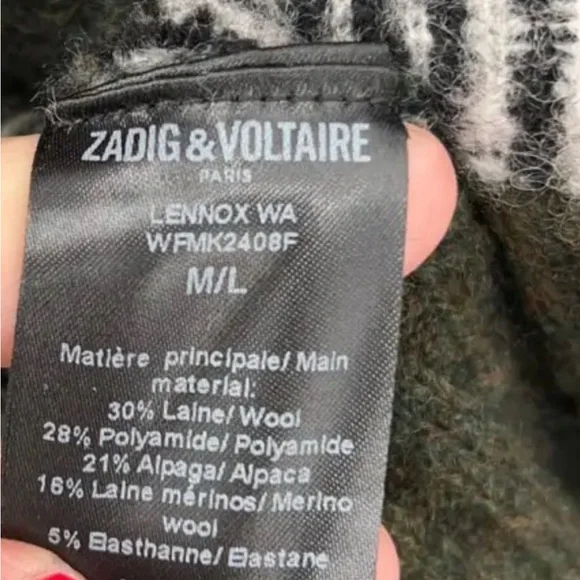 ZADIG & VOLTAIRE
PARIS
LENNOX WA
WFMK2408F
M/L
Matière principale/ Main
material:
30% Laine/ Wool
28% Polyamide/ Polyamide
21% Alpaga/ Alpaca
16% Laine mérinos/ Merino
wool
5% Elasthanne/ Elastane